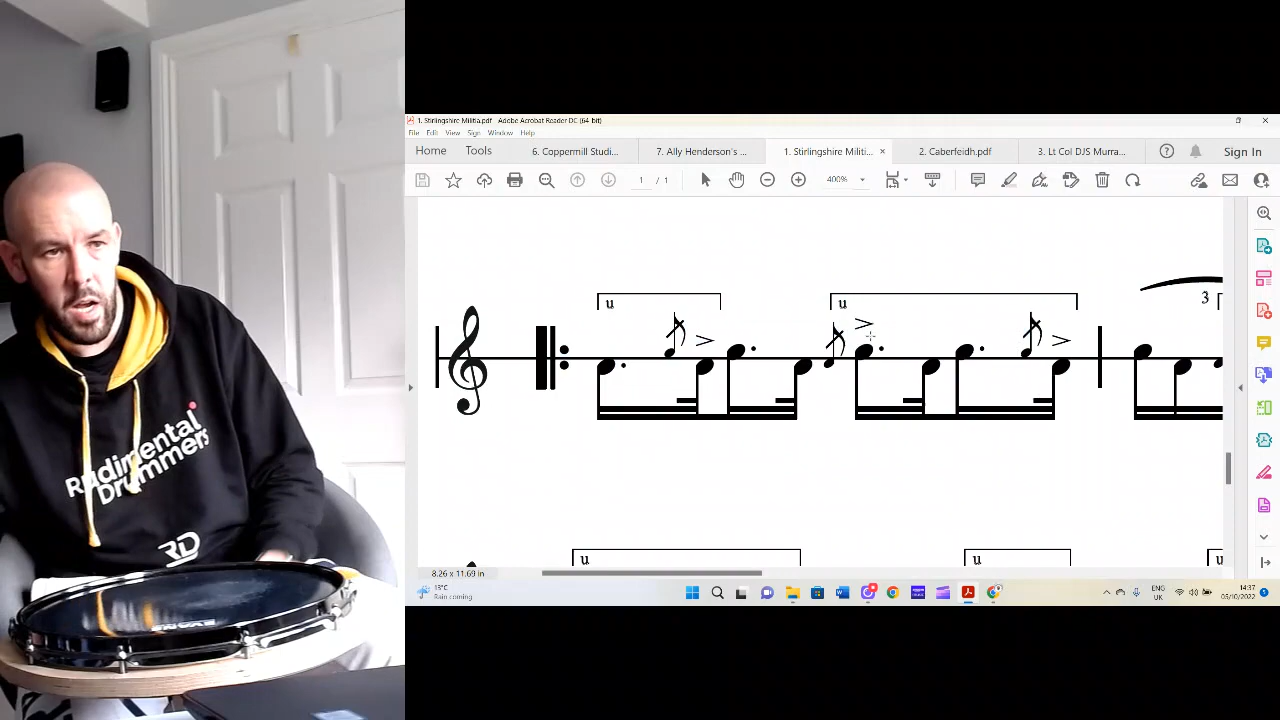 1. Stirlingshire Militia.pdf - Adobe Acrobat Reader DC (64-bit)
File Edit View Sign Window Help
Home Tools 6. Coppermill Studi... 7. Ally Henderson's ... 1. Stirlingshire Militi... 2. Caberfeidh.pdf 3. Lt Col DJS Murra... Sign In
1 / 1 400%
u u 3
u u u
8.26 x 11.69 in
13°C
Rain coming
ENG
UK
14:37
05/10/2022
Rudimental
Drummers
RD